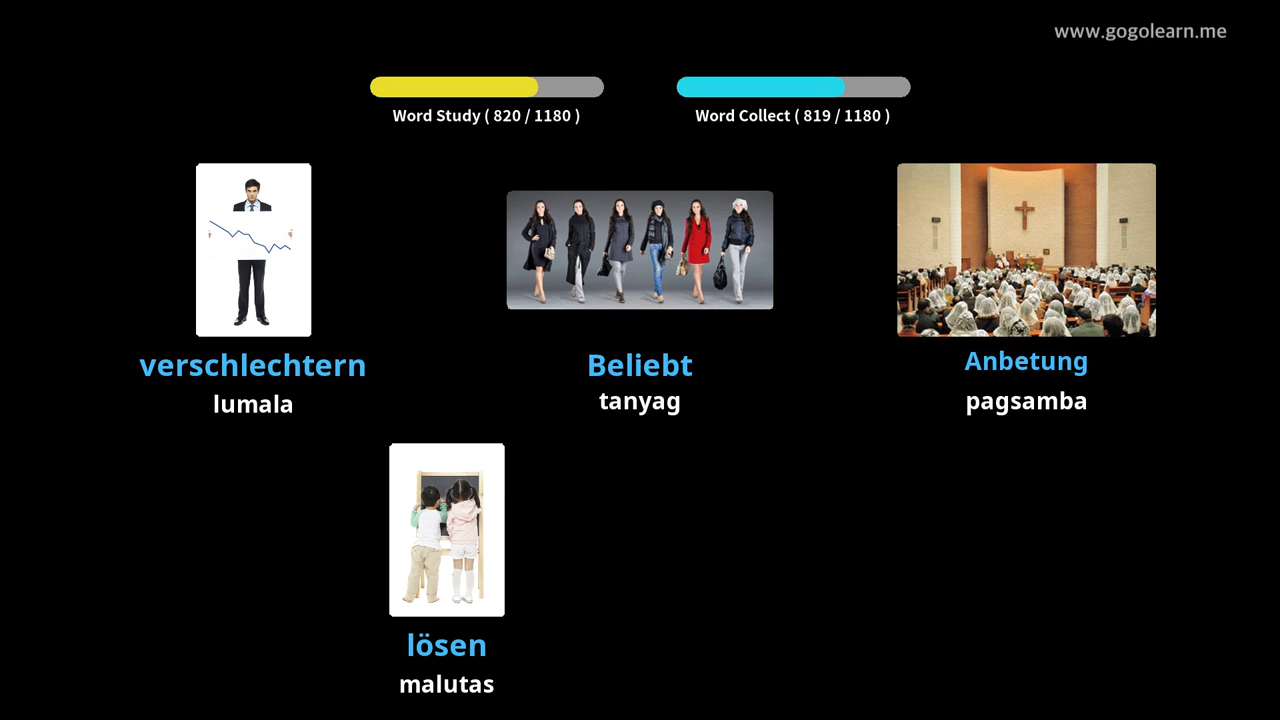 www.gogolearn.me
Word Study ( 820 / 1180 )
Word Collect ( 819 / 1180 )
verschlechtern
lumala
Beliebt
tanyag
Anbetung
pagsamba
lösen
malutas